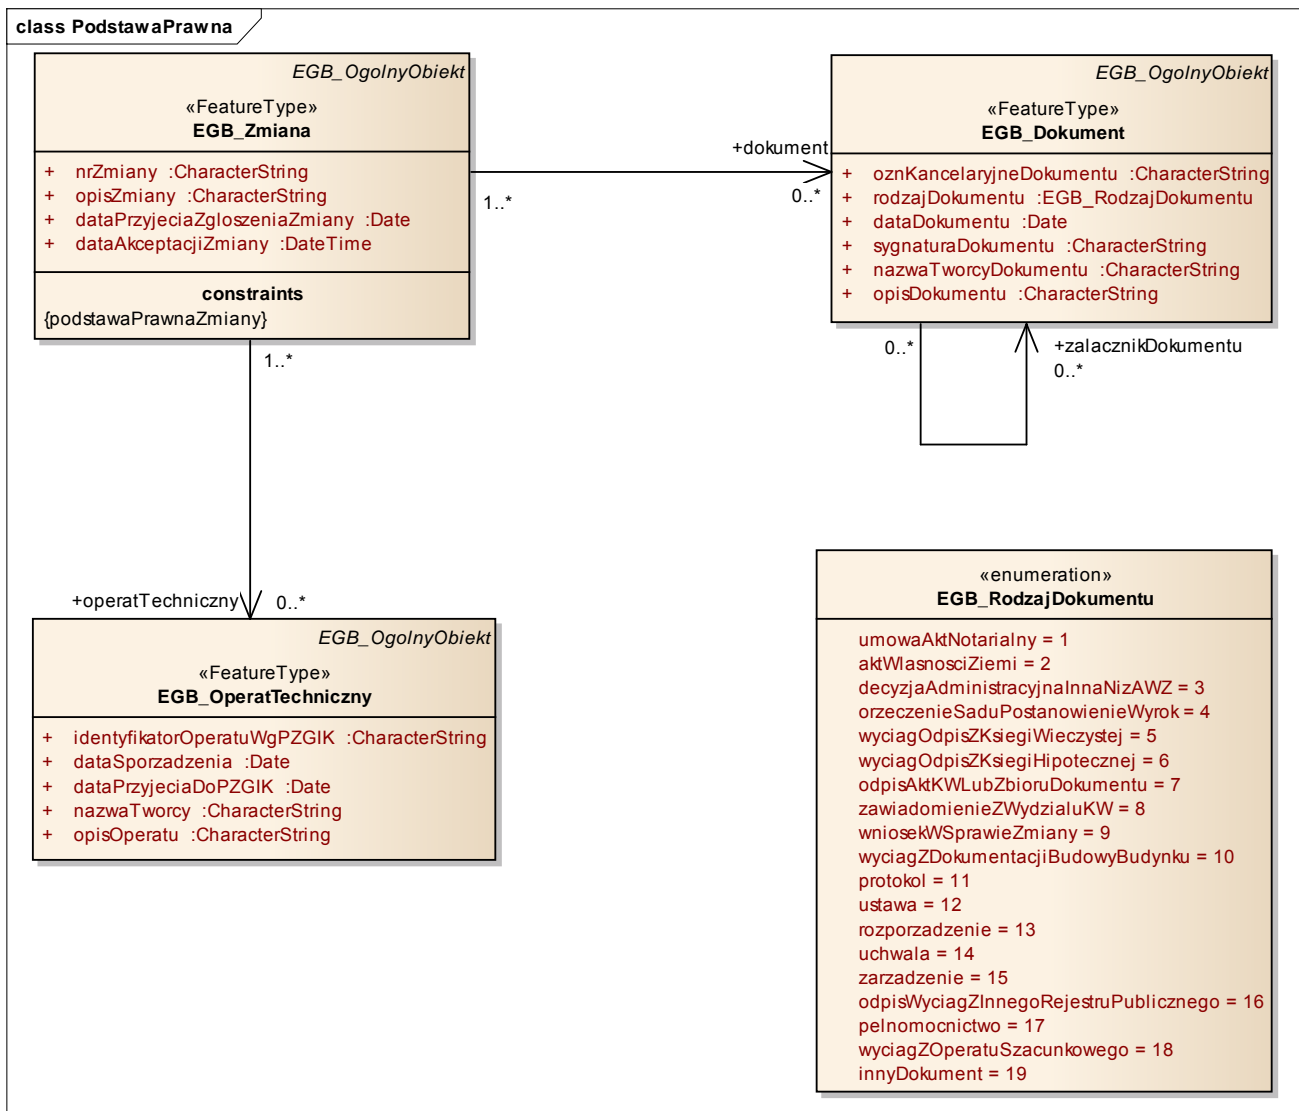 class PodstawaPrawna
EGB_OgolnyObiekt
«FeatureType»
EGB_Zmiana
+ nrZmiany :CharacterString
+ opisZmiany :CharacterString
+ dataPrzyjeciaZgloszeniaZmiany :Date
+ dataAkceptacjiZmiany :DateTime
constraints
{podstawaPrawnaZmiany}
+dokument
1..*
0..*
EGB_OgolnyObiekt
«FeatureType»
EGB_Dokument
+ oznKancelaryjneDokumentu :CharacterString
+ rodzajDokumentu :EGB_RodzajDokumentu
+ dataDokumentu :Date
+ sygnaturaDokumentu :CharacterString
+ nazwaTworcyDokumentu :CharacterString
+ opisDokumentu :CharacterString
0..*
+zalacznikDokumentu
0..*
1..*
+operatTechniczny
0..*
EGB_OgolnyObiekt
«FeatureType»
EGB_OperatTechniczny
+ identyfikatorOperatuWgPZGIK :CharacterString
+ dataSporzadzenia :Date
+ dataPrzyjeciaDoPZGIK :Date
+ nazwaTworcy :CharacterString
+ opisOperatu :CharacterString
«enumeration»
EGB_RodzajDokumentu
umowaAktNotarialny = 1
aktWlasnosciZiemi = 2
decyzjaAdministracyjnaInnaNizAWZ = 3
orzeczenieSaduPostanowienieWyrok = 4
wyciagOdpisZKsiegiWieczystej = 5
wyciagOdpisZKsiegiHipotecznej = 6
odpisAktKWLubZbioruDokumentu = 7
zawiadomienieZWydzialuKW = 8
wniosekWSprawieZmiany = 9
wyciagZDokumentacjiBudowyBudynku = 10
protokol = 11
ustawa = 12
rozporzadzenie = 13
uchwala = 14
zarzadzenie = 15
odpisWyciagZInnegoRejestruPublicznego = 16
pelnomocnictwo = 17
wyciagZOperatuSzacunkowego = 18
innyDokument = 19